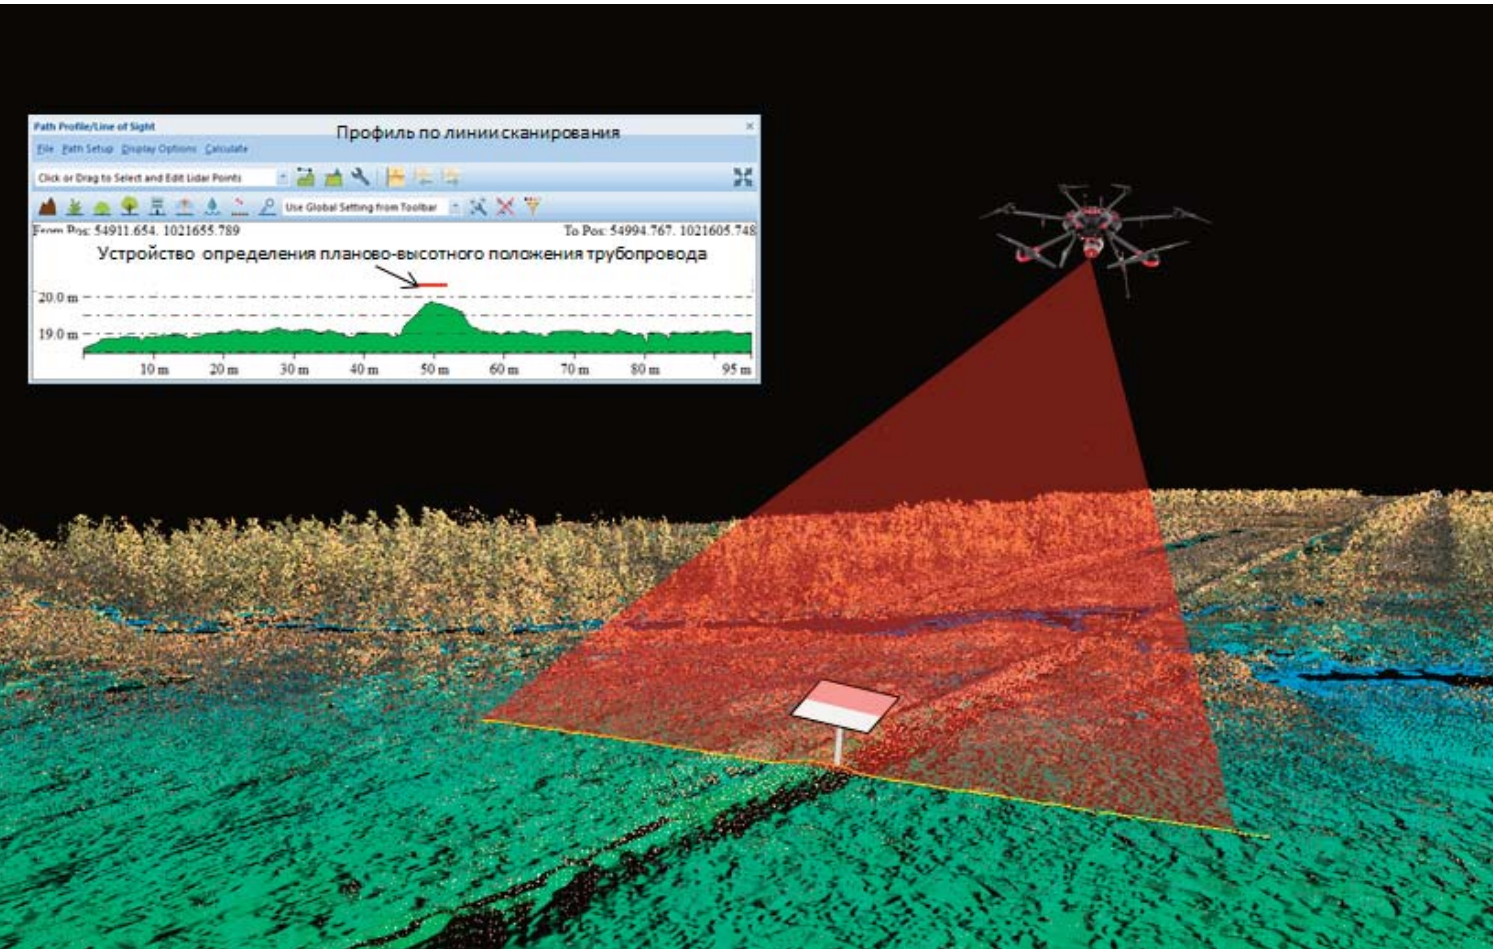 Path Profile/Line of Sight
Профиль по линии сканирования
File Path Setup Display Options Calculate
Click or Drag to Select and Edit Lidar Points
Use Global Setting from Toolbar
From Pos: 54911.654, 1021655.789
To Pos: 54994.767, 1021605.748
Устройство определения планово-высотного положения трубопровода
20.0 m
19.0 m
10 m 20 m 30 m 40 m 50 m 60 m 70 m 80 m 95 m